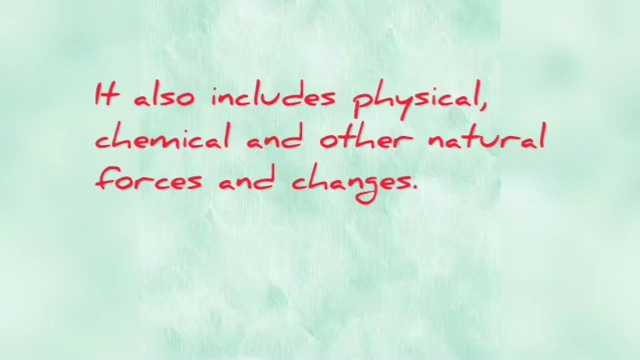 It also includes physical,
chemical and other natural
forces and changes.